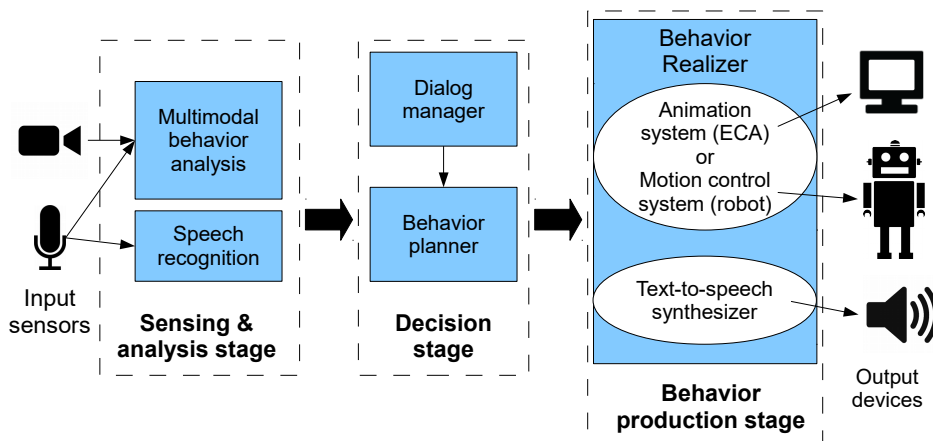 Input
sensors
Multimodal
behavior
analysis
Speech
recognition
Sensing &
analysis stage
Dialog
manager
Behavior
planner
Decision
stage
Behavior
Realizer
Animation
system (ECA)
or
Motion control
system (robot)
Text-to-speech
synthesizer
Behavior
production stage
Output
devices